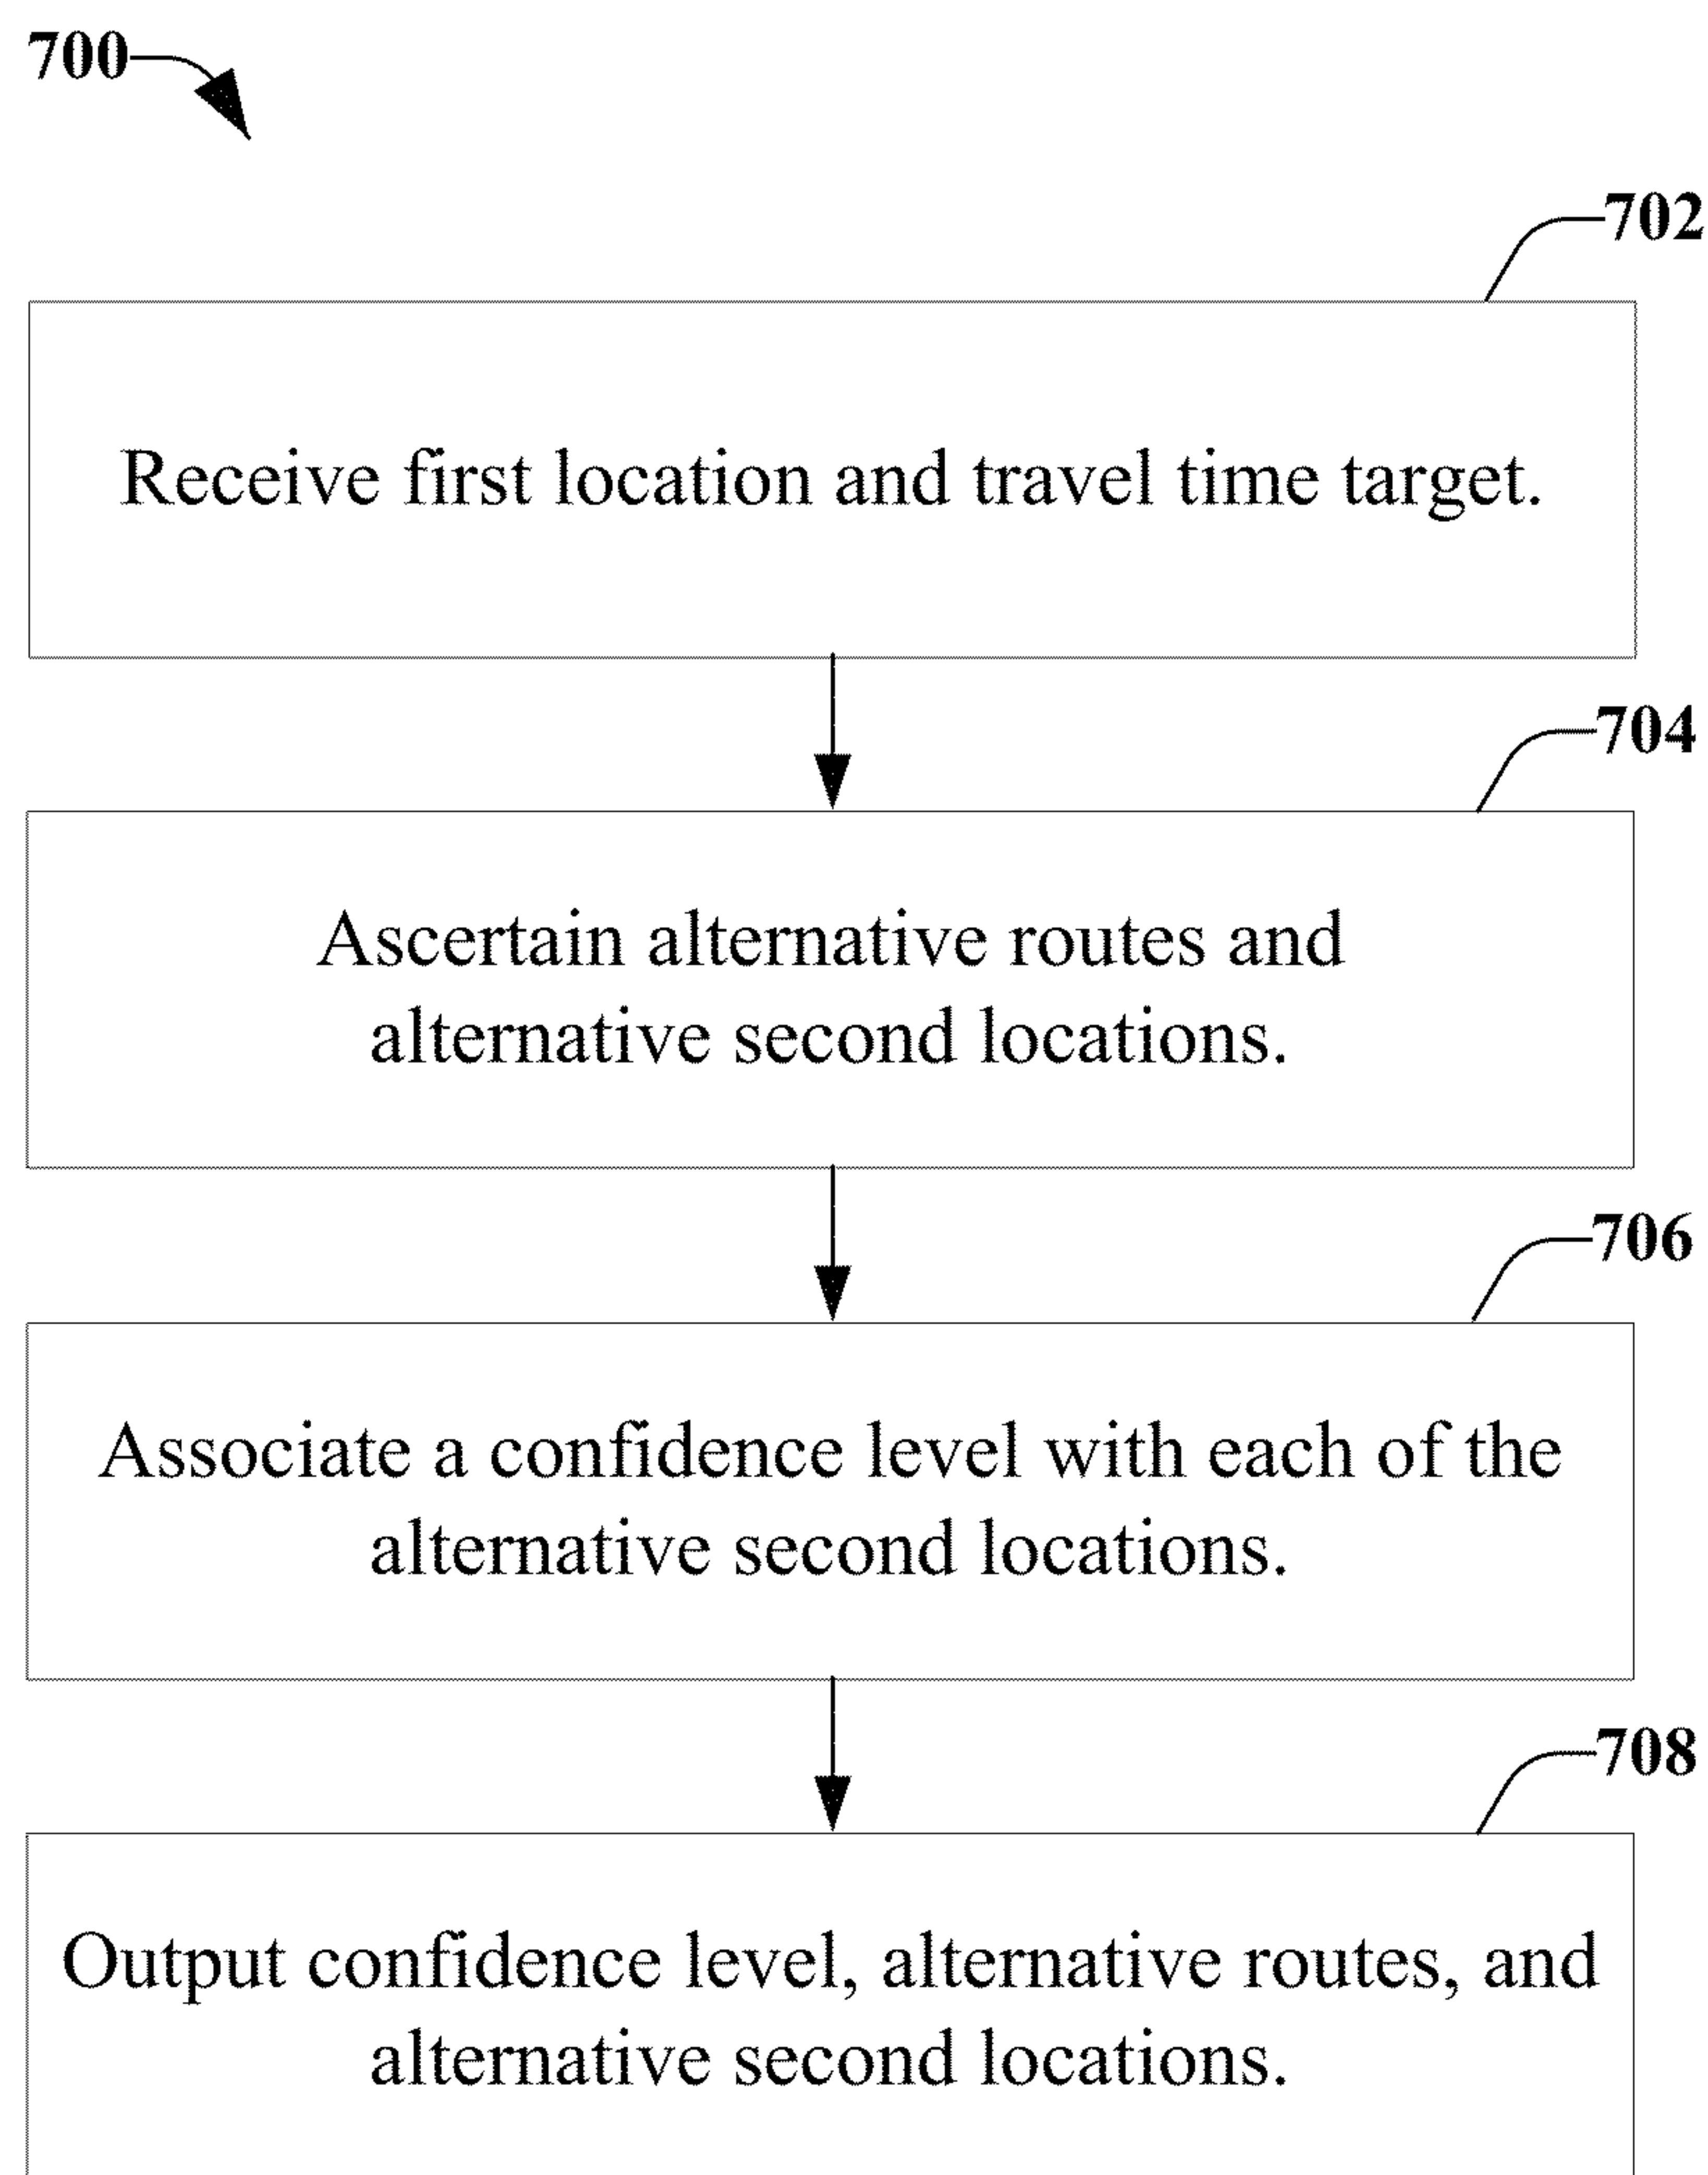 700
702
Receive first location and travel time target.
704
Ascertain alternative routes and
alternative second locations.
706
Associate a confidence level with each of the
alternative second locations.
708
Output confidence level, alternative routes, and
alternative second locations.